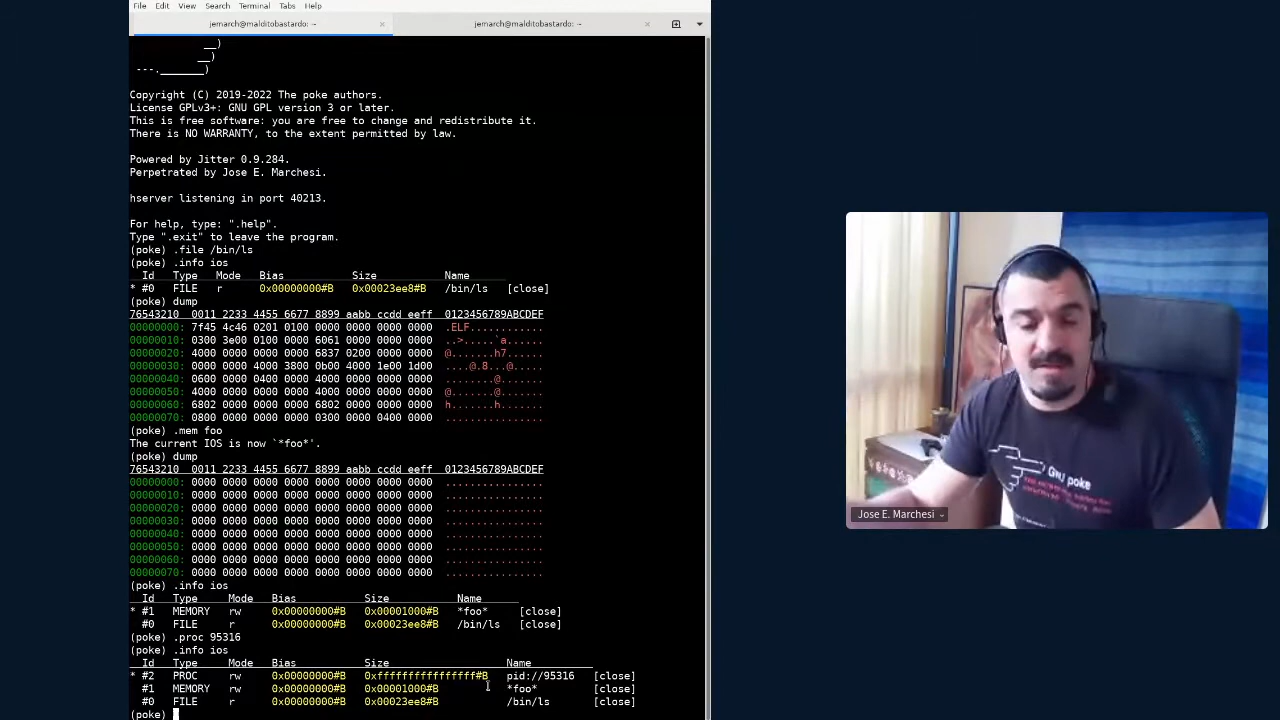 File Edit View Search Terminal Tabs Help
jemarch@malditobastardo: ~ jemarch@malditobastardo: ~
__)
__)
---.______)
Copyright (C) 2019-2022 The poke authors.
License GPLv3+: GNU GPL version 3 or later.
This is free software: you are free to change and redistribute it.
There is NO WARRANTY, to the extent permitted by law.
Powered by Jitter 0.9.284.
Perpetrated by Jose E. Marchesi.
hserver listening in port 40213.
For help, type: ".help".
Type ".exit" to leave the program.
(poke) .file /bin/ls
(poke) .info ios
Id Type Mode Bias Size Name
* #0 FILE r 0x00000000#B 0x00023ee8#B /bin/ls [close]
(poke) dump
76543210 0011 2233 4455 6677 8899 aabb ccdd eeff 0123456789ABCDEF
00000000: 7f45 4c46 0201 0100 0000 0000 0000 0000 .ELF............
00000010: 0300 3e00 0100 0000 6061 0000 0000 0000 ..>.....`a......
00000020: 4000 0000 0000 0000 6837 0200 0000 0000 @.......h7......
00000030: 0000 0000 4000 3800 0b00 4000 1e00 1d00 ....@.8...@.....
00000040: 0600 0000 0400 0000 4000 0000 0000 0000 ........@.......
00000050: 4000 0000 0000 0000 4000 0000 0000 0000 @.......@.......
00000060: 6802 0000 0000 0000 6802 0000 0000 0000 h.......h.......
00000070: 0800 0000 0000 0000 0300 0000 0400 0000 ................
(poke) .mem foo
The current IOS is now `*foo*'.
(poke) dump
76543210 0011 2233 4455 6677 8899 aabb ccdd eeff 0123456789ABCDEF
00000000: 0000 0000 0000 0000 0000 0000 0000 0000 ................
00000010: 0000 0000 0000 0000 0000 0000 0000 0000 ................
00000020: 0000 0000 0000 0000 0000 0000 0000 0000 ................
00000030: 0000 0000 0000 0000 0000 0000 0000 0000 ................
00000040: 0000 0000 0000 0000 0000 0000 0000 0000 ................
00000050: 0000 0000 0000 0000 0000 0000 0000 0000 ................
00000060: 0000 0000 0000 0000 0000 0000 0000 0000 ................
00000070: 0000 0000 0000 0000 0000 0000 0000 0000 ................
(poke) .info ios
Id Type Mode Bias Size Name
* #1 MEMORY rw 0x00000000#B 0x00001000#B *foo* [close]
#0 FILE r 0x00000000#B 0x00023ee8#B /bin/ls [close]
(poke) .proc 95316
(poke) .info ios
Id Type Mode Bias Size Name
* #2 PROC rw 0x00000000#B 0xffffffffffffffff#B pid://95316 [close]
#1 MEMORY rw 0x00000000#B 0x00001000#B *foo* [close]
#0 FILE r 0x00000000#B 0x00023ee8#B /bin/ls [close]
(poke)
GNU poke
Jose E. Marchesi